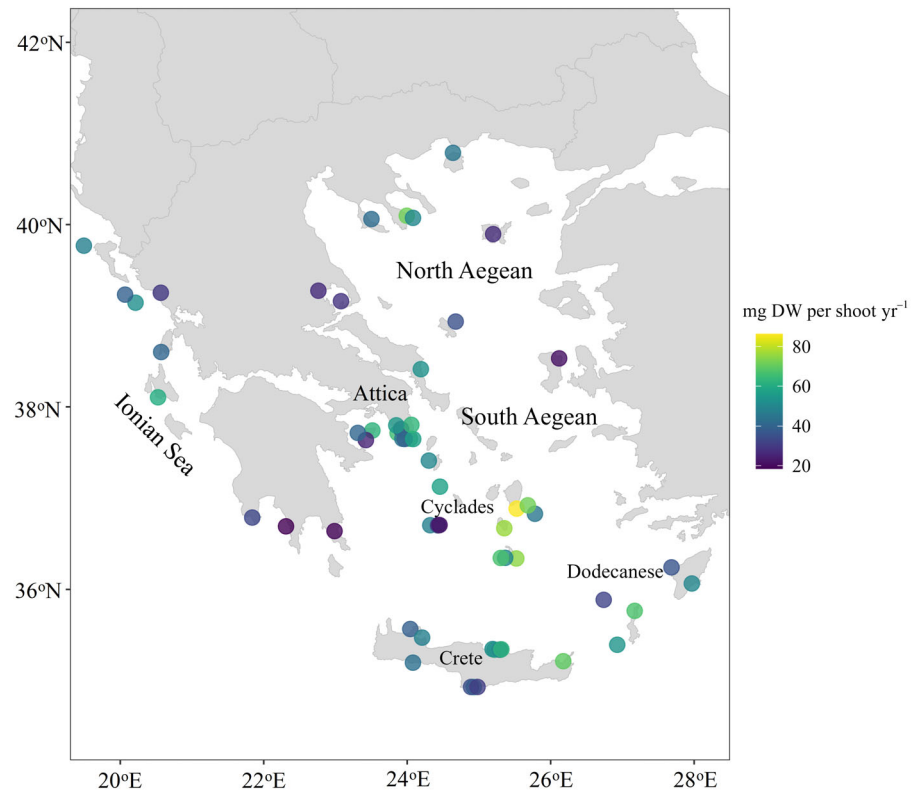 42°N
40°N
38°N
36°N
20°E
22°E
24°E
26°E
28°E
North Aegean
Attica
South Aegean
Ionian Sea
Cyclades
Dodecanese
Crete
mg DW per shoot yr⁻¹
80
60
40
20